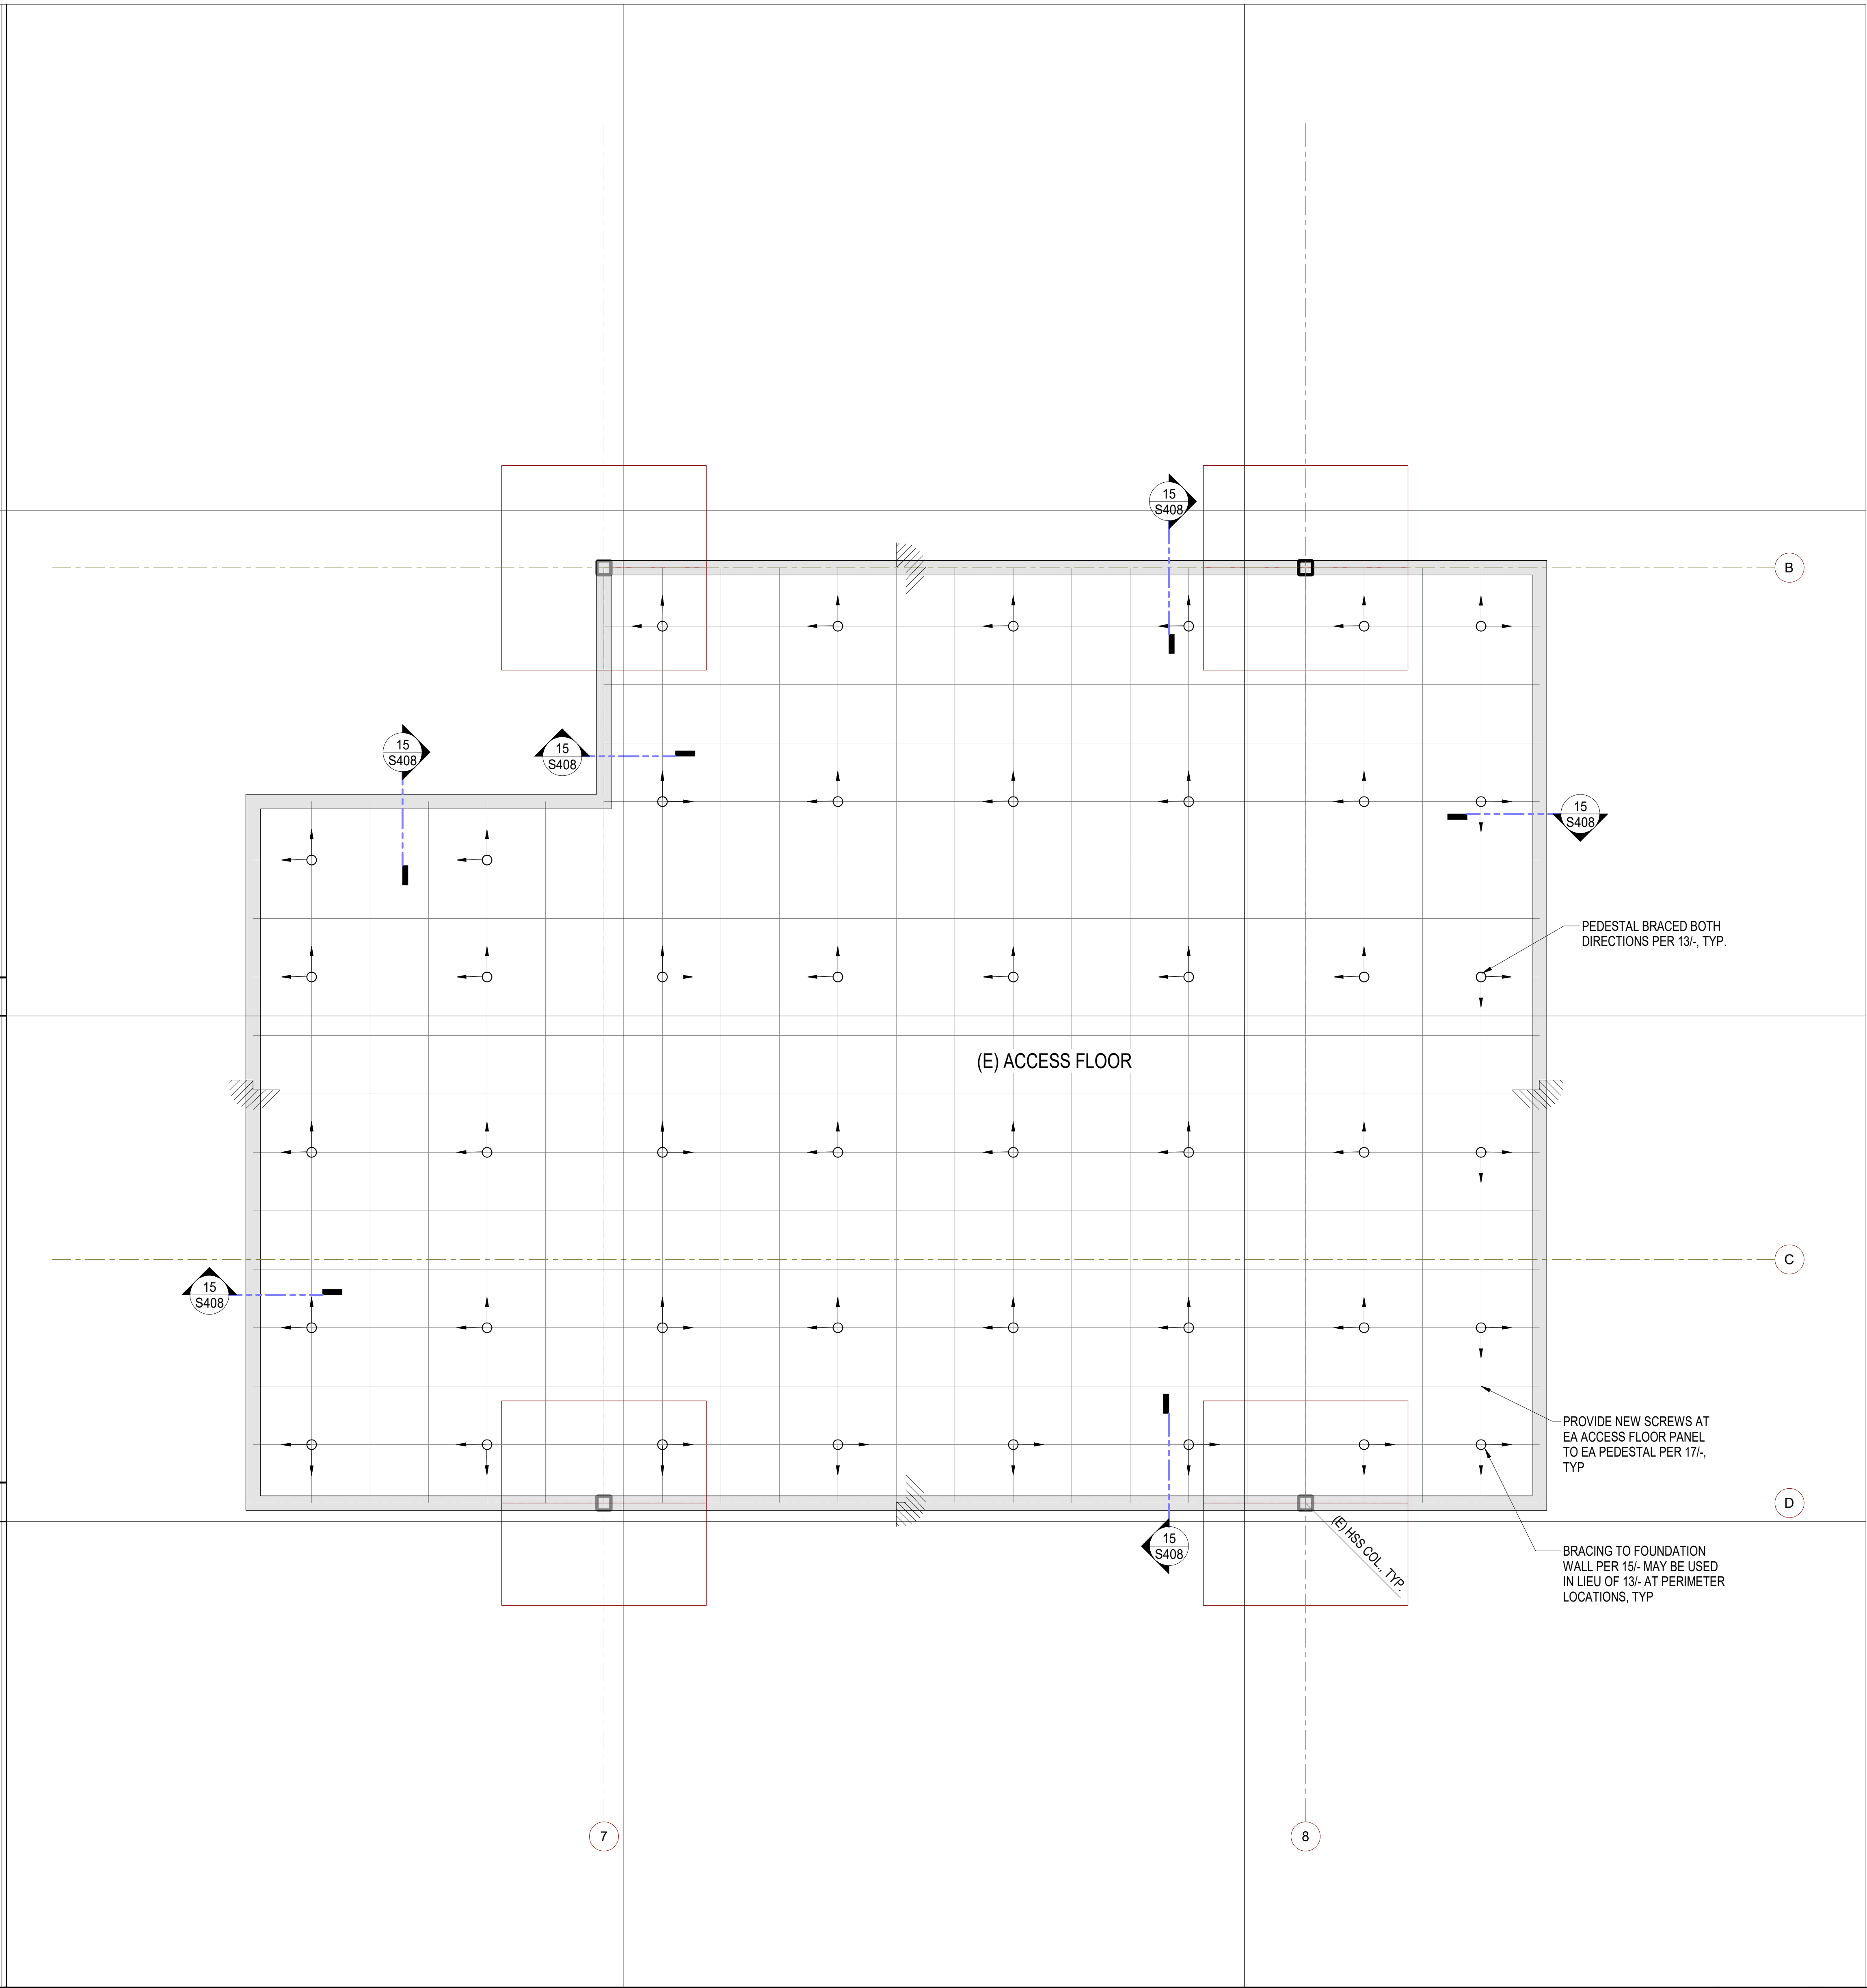 15
S408
B
15
S408
15
S408
15
S408
PEDESTAL BRACED BOTH
DIRECTIONS PER 13/-, TYP.
(E) ACCESS FLOOR
C
15
S408
PROVIDE NEW SCREWS AT
EA ACCESS FLOOR PANEL
TO EA PEDESTAL PER 17/-,
TYP
D
15
S408
(E) HSS COL., TYP.
BRACING TO FOUNDATION
WALL PER 15/- MAY BE USED
IN LIEU OF 13/- AT PERIMETER
LOCATIONS, TYP
7
8